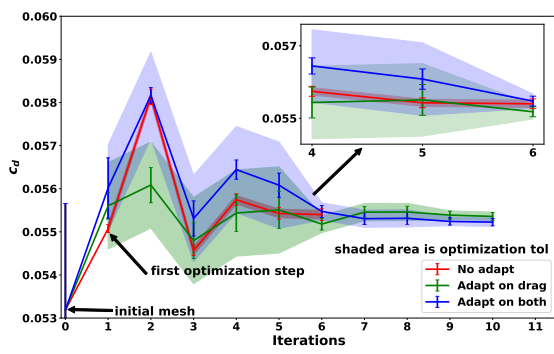 0.060
0.059
0.058
0.057
0.056
0.055
0.054
0.053
c_d
0.057
0.055
4 5 6
shaded area is optimization tol
first optimization step
initial mesh
No adapt
Adapt on drag
Adapt on both
0 1 2 3 4 5 6 7 8 9 10 11
Iterations